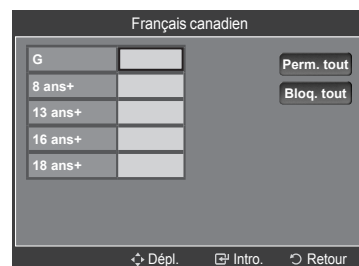 Français canadien
G
8 ans+
13 ans+
16 ans+
18 ans+
Perm. tout
Bloq. tout
Dépl. Intro. Retour